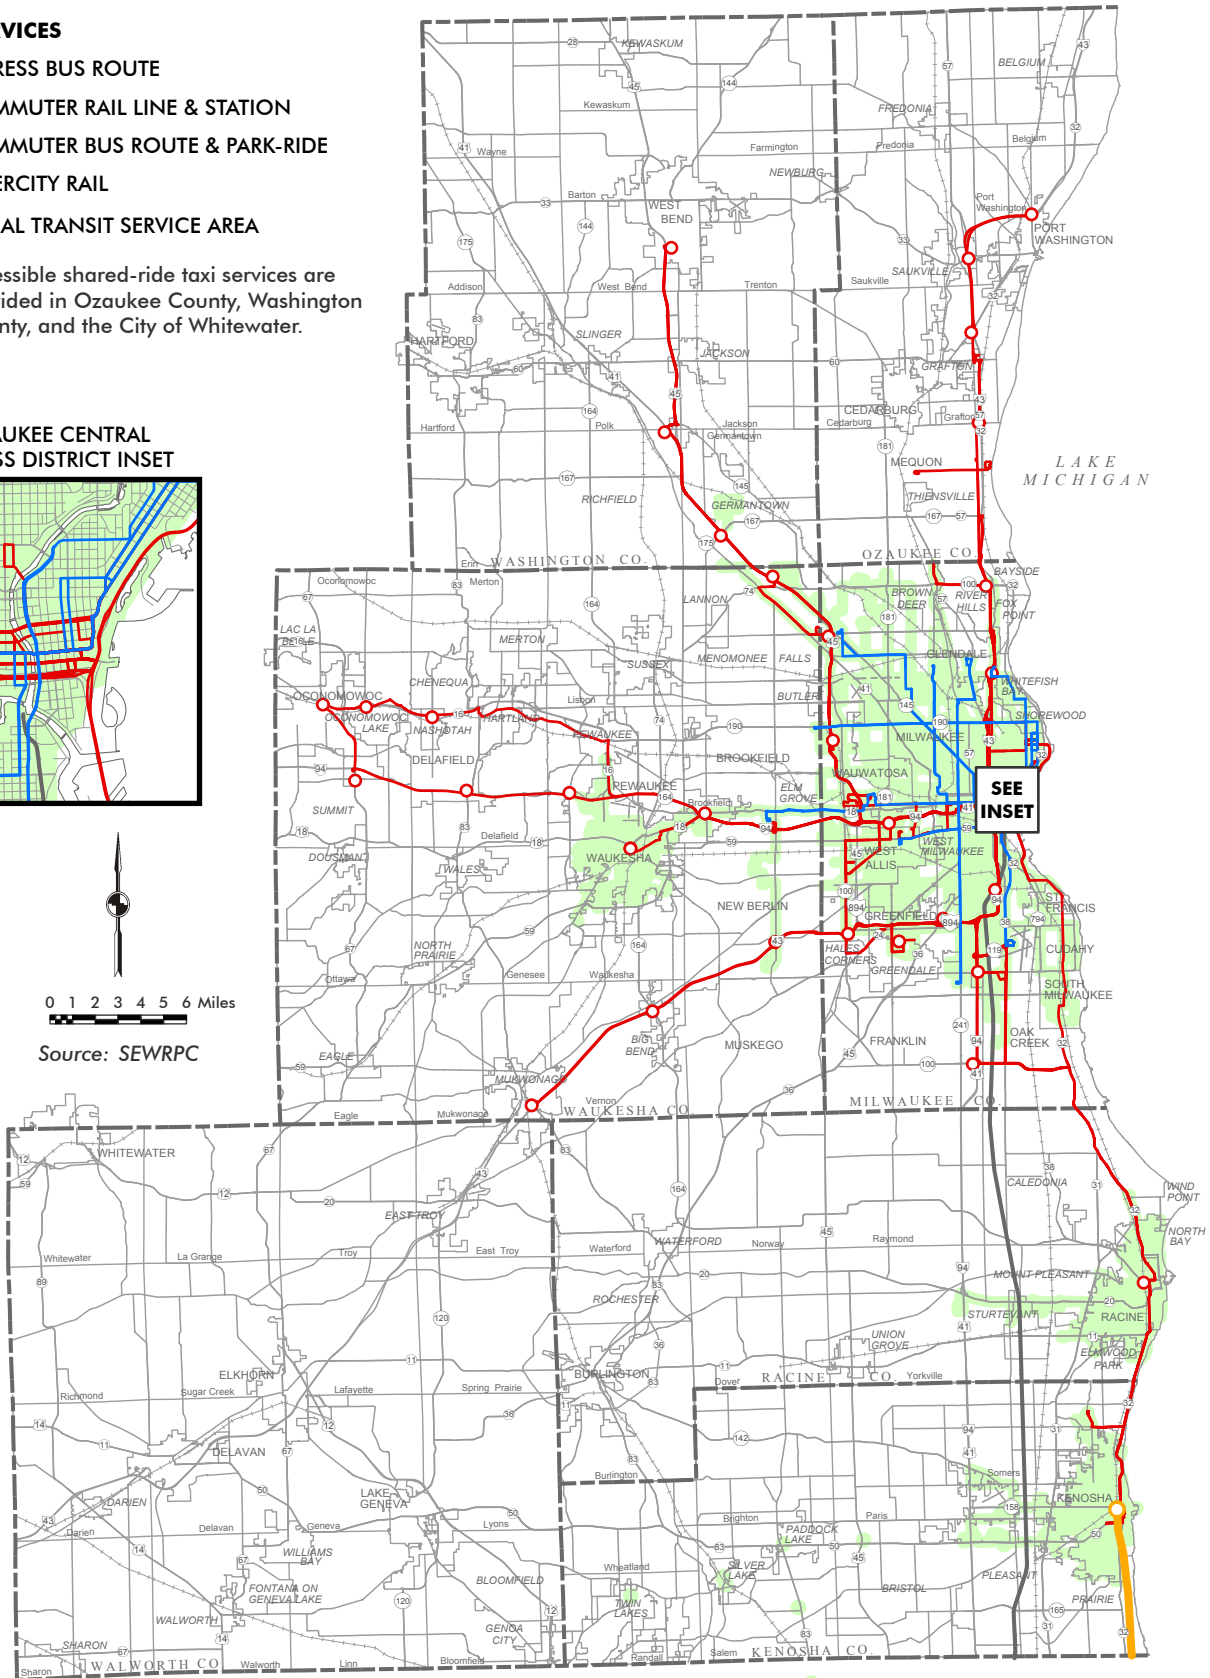 VICES
RESS BUS ROUTE
MMUTER RAIL LINE & STATION
MMUTER BUS ROUTE & PARK-RIDE
ERCITY RAIL
AL TRANSIT SERVICE AREA
essible shared-ride taxi services are
vided in Ozaukee County, Washington
nty, and the City of Whitewater.
AUKEE CENTRAL
SS DISTRICT INSET
0 1 2 3 4 5 6 Miles
Source: SEWRPC
SEE
INSET
LAKE
MICHIGAN
KEWASKUM
Kewaskum
Wayne
Barton
WEST
BEND
Farmington
NEWBURG
BELGIUM
FREDONIA
Fredonia
Belgium
Port
Washington
PORT
WASHINGTON
SAUKVILLE
Saukville
Addison
West Bend
Trenton
HARTFORD
SLINGER
JACKSON
Hartford
Polk
Jackson
Germantown
GRAFTON
CEDARBURG
Cedarburg
Grafton
MEQUON
THIENSVILLE
RICHFIELD
GERMANTOWN
Erin
WASHINGTON CO.
OZAUKEE CO.
Oconomowoc
Merton
LANNON
BROWN
DEER
RIVER
HILLS
BAYSIDE
FOX
POINT
LAC LA
BELLE
MERTON
SUSSEX
MENOMONEE FALLS
GLENDALE
WHITEFISH
BAY
CHENEQUA
OCONOMOWOC
OCONOMOWOC
LAKE
NASHOTAH
HARTLAND
Lisbon
PEWAUKEE
BUTLER
SHOREWOOD
MILWAUKEE
DELAFIELD
BROOKFIELD
WAUWATOSA
SUMMIT
PEWAUKEE
Brookfield
ELM
GROVE
DOUSMAN
Delafield
WALES
WAUKESHA
WEST
ALLIS
WEST
MILWAUKEE
NEW BERLIN
GREENFIELD
ST.
FRANCIS
NORTH
PRAIRIE
Ottawa
Genesee
Waukesha
HALES
CORNERS
GREENDALE
CUDAHY
SOUTH
MILWAUKEE
BIG
BEND
MUSKEGO
FRANKLIN
OAK
CREEK
EAGLE
MUKWONAGO
Vernon
Eagle
Mukwonago
WAUKESHA CO.
MILWAUKEE CO.
WHITEWATER
EAST TROY
CALEDONIA
WIND
POINT
NORTH
BAY
Whitewater
La Grange
Troy
East Troy
Waterford
WATERFORD
Norway
Raymond
ROCHESTER
MOUNT PLEASANT
STURTEVANT
RACINE
UNION
GROVE
ELMWOOD
PARK
ELKHORN
BURLINGTON
Dover
RACINE CO.
Yorkville
Richmond
Sugar Creek
Lafayette
Spring Prairie
DELAVAN
Burlington
Somers
DARIEN
LAKE
GENEVA
KENOSHA
Darien
Delavan
Geneva
Lyons
Brighton
Paris
PADDOCK
LAKE
WILLIAMS
BAY
Wheatland
SILVER
LAKE
PLEASANT
PRAIRIE
FONTANA ON
GENEVA LAKE
BLOOMFIELD
TWIN
LAKES
BRISTOL
WALWORTH
GENOA
CITY
SHARON
Sharon
WALWORTH CO
Walworth
Linn
Bloomfield
Randall
Salem
KENOSHA CO.